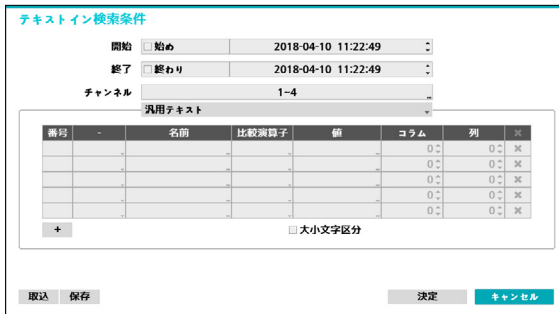 テキストイン検索条件
開始 始め 2018-04-10 11:22:49
終了 終わり 2018-04-10 11:22:49
チャンネル 1~4 ...
汎用テキスト
番号 - 名前 比較演算子 値 コラム 列 ×
0 0 ×
0 0 ×
0 0 ×
0 0 ×
0 0 ×
+ 大小文字区分
取込 保存 決定 キャンセル